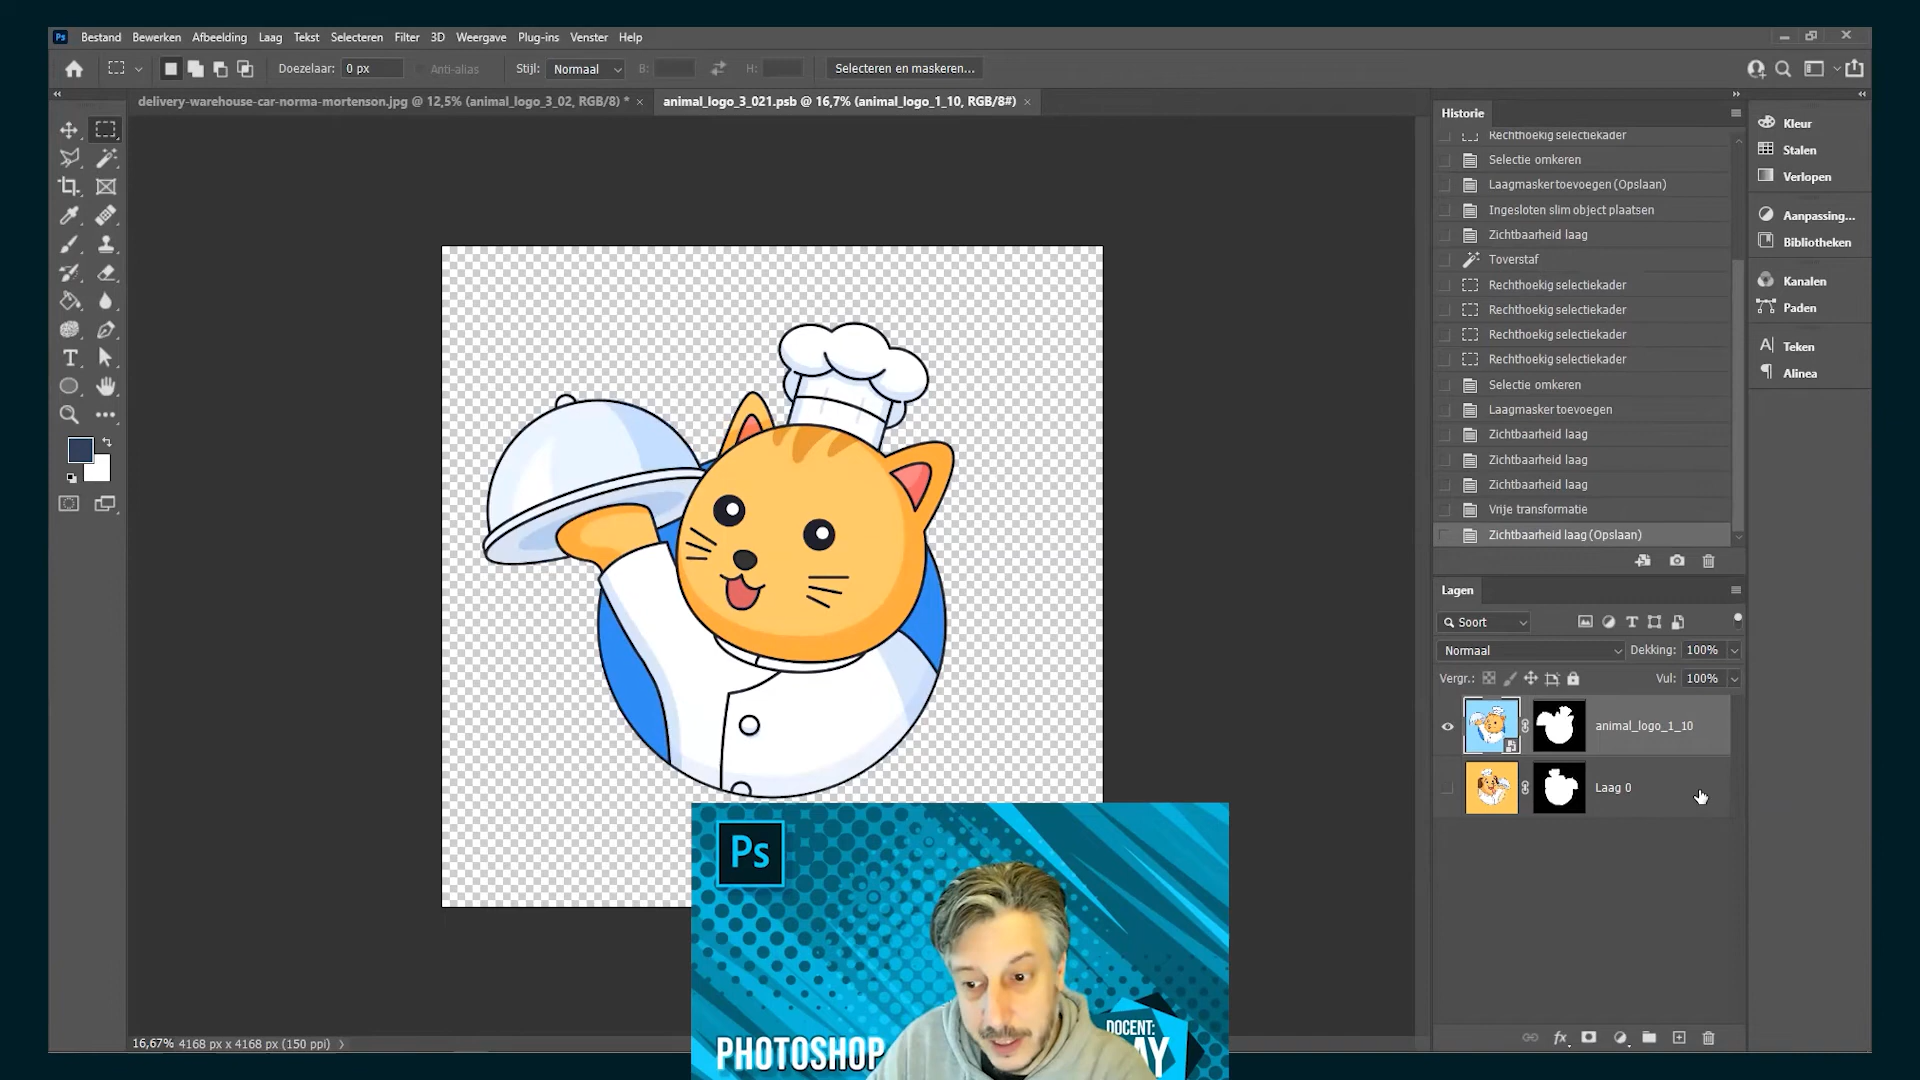 Ps
Bestand Bewerken Afbeelding Laag Tekst Selecteren Filter 3D Weergave Plug-ins Venster Help
Doezelaar: 0 px Anti-alias Stijl: Normaal B: H: Selecteren en maskeren...
delivery-warehouse-car-norma-mortenson.jpg @ 12,5% (animal_logo_3_02, RGB/8) * ×
animal_logo_3_021.psb @ 16,7% (animal_logo_1_10, RGB/8#) ×
Historie
Rechthoekig selectiekader
Selectie omkeren
Laagmasker toevoegen (Opslaan)
Ingesloten slim object plaatsen
Zichtbaarheid laag
Toverstaf
Rechthoekig selectiekader
Rechthoekig selectiekader
Rechthoekig selectiekader
Rechthoekig selectiekader
Selectie omkeren
Laagmasker toevoegen
Zichtbaarheid laag
Zichtbaarheid laag
Zichtbaarheid laag
Vrije transformatie
Zichtbaarheid laag (Opslaan)
Kleur
Stalen
Verlopen
Aanpassing...
Bibliotheken
Kanalen
Paden
Teken
Alinea
Lagen
Soort
Normaal Dekking: 100%
Vergr.: Vul: 100%
animal_logo_1_10
Laag 0
fx
Ps
PHOTOSHOP
DOCENT:
16,67% 4168 px x 4168 px (150 ppi)